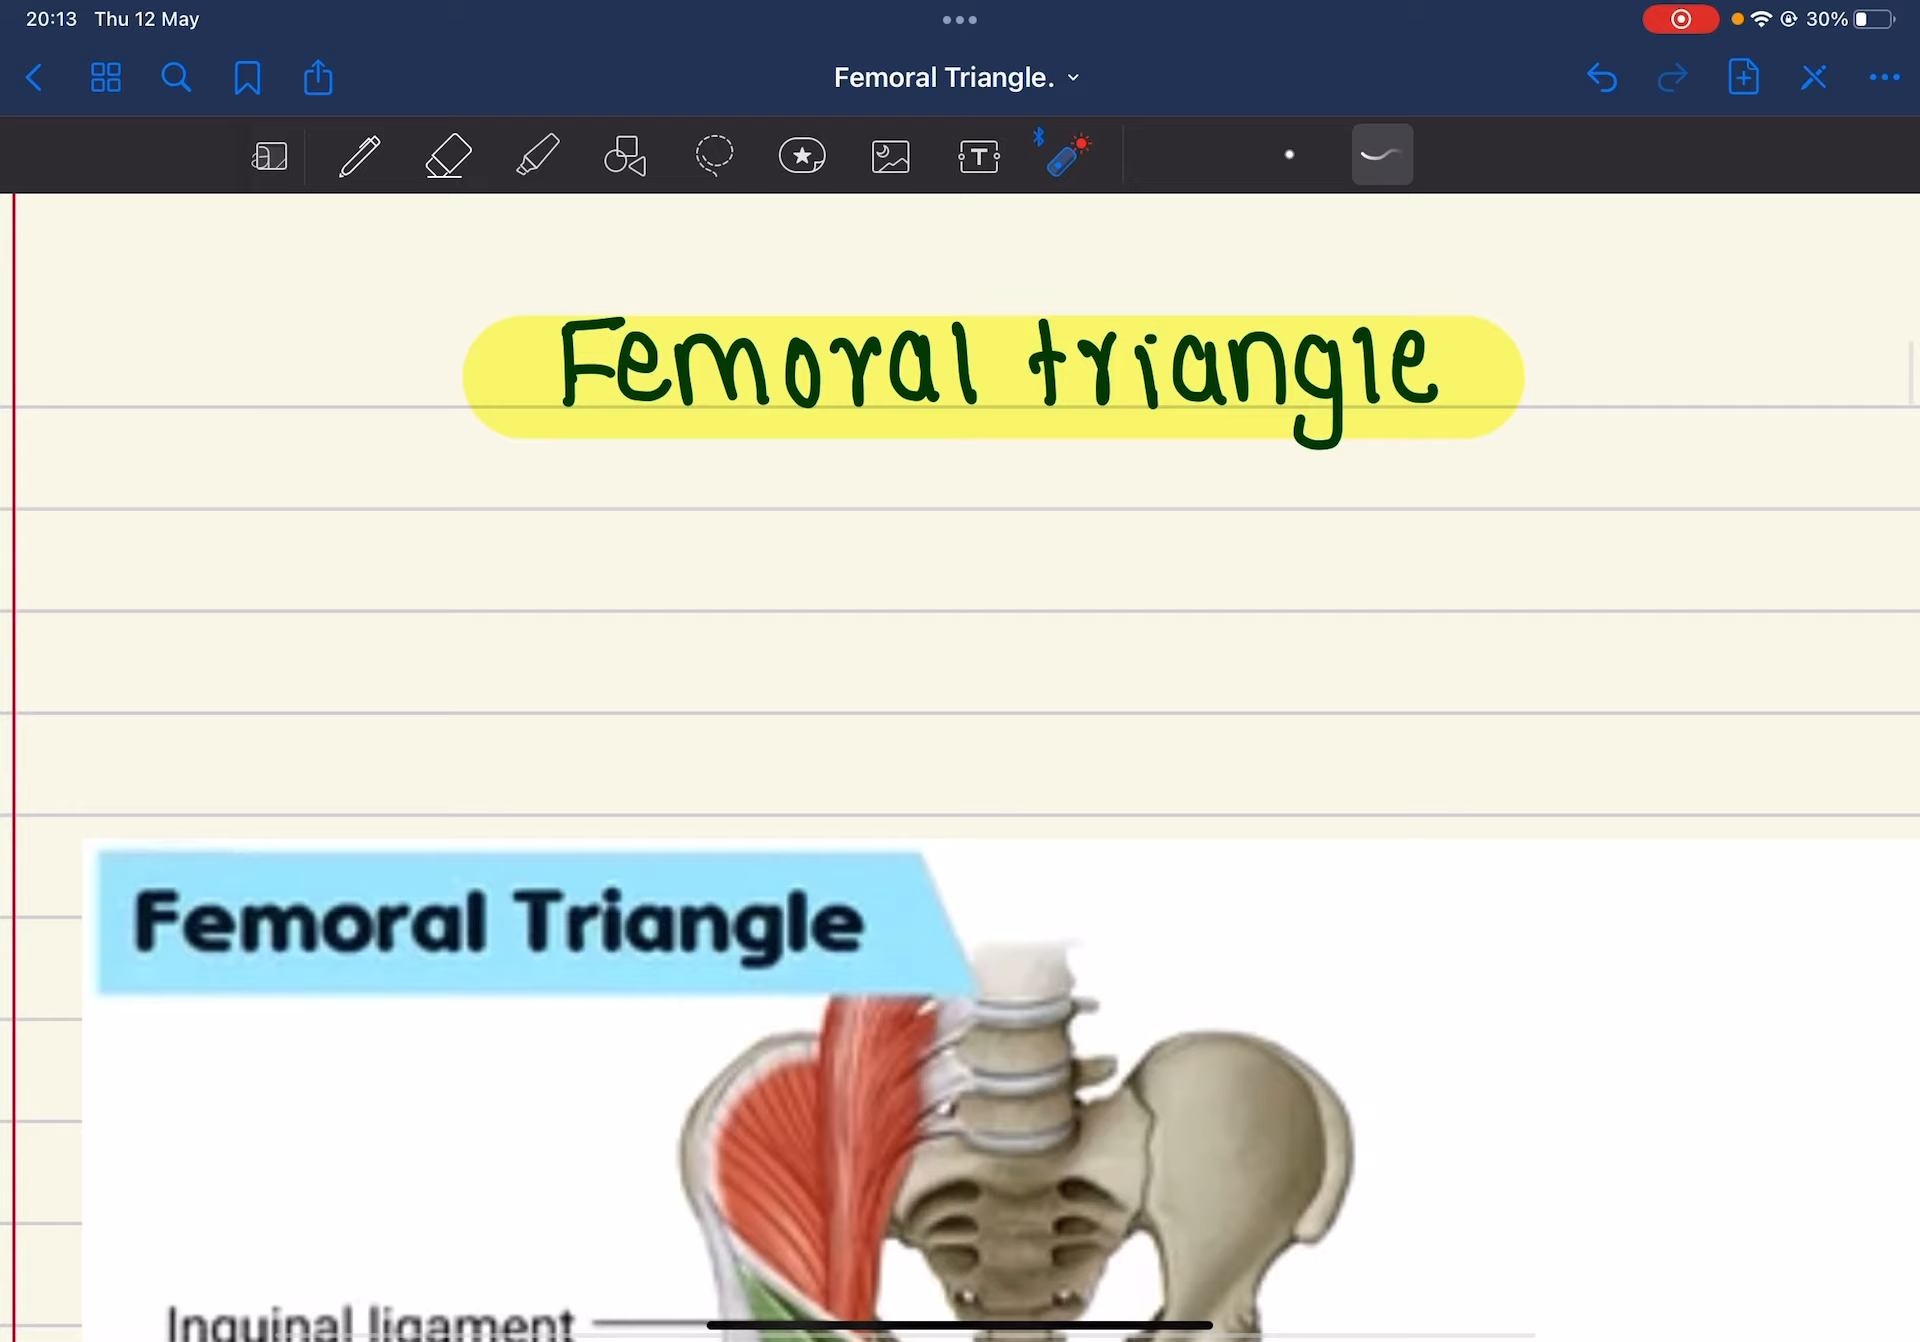 20:13 Thu 12 May
30%
Femoral Triangle.
T
Femoral triangle
Femoral Triangle
Inguinal ligament